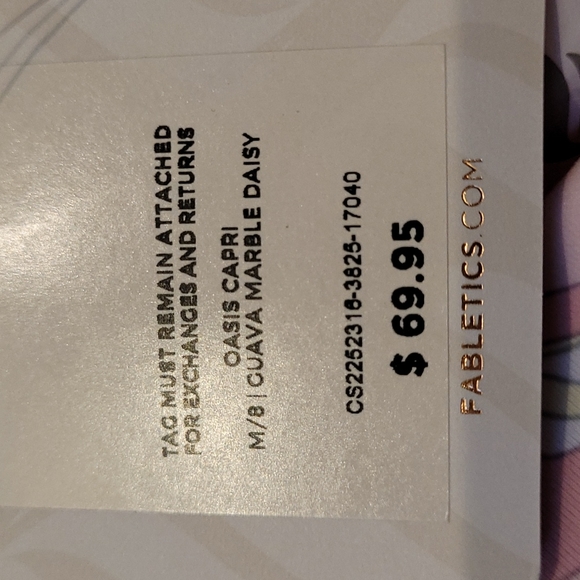 TAG MUST REMAIN ATTACHED
FOR EXCHANGES AND RETURNS
OASIS CAPRI
M/8 | GUAVA MARBLE DAISY
CS2252316-3825-17040
$ 69.95
FABLETICS.COM